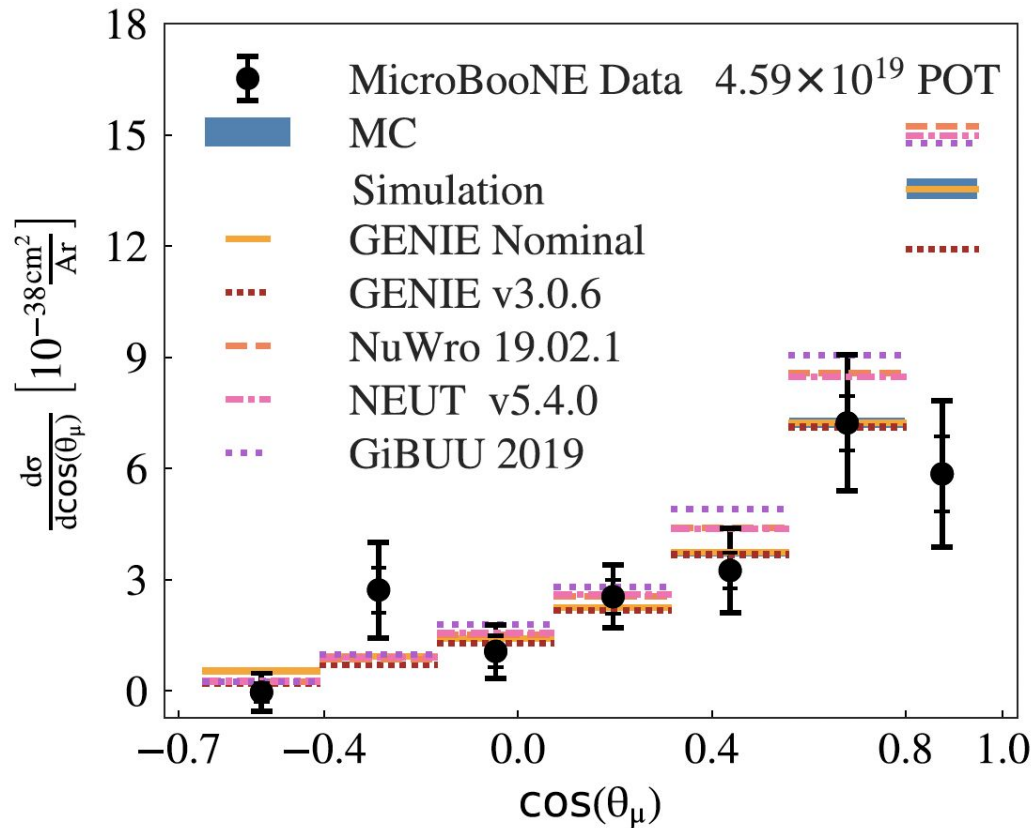 18
15
12
9
6
3
0
dσ/dcos(θμ) [10⁻³⁸cm²/Ar]
MicroBooNE Data 4.59×10¹⁹ POT
MC
Simulation
GENIE Nominal
GENIE v3.0.6
NuWro 19.02.1
NEUT v5.4.0
GiBUU 2019
−0.7 −0.4 0.0 0.4 0.8 1.0
cos(θμ)